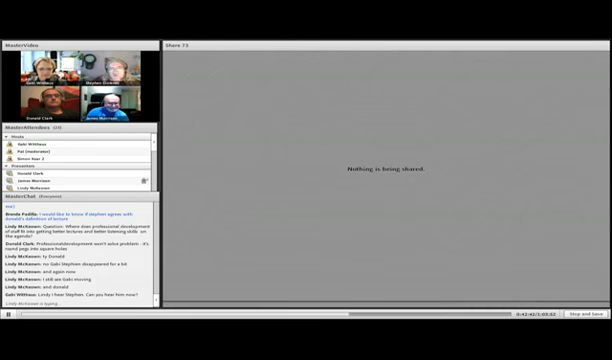 MasterVideo
Gabi Witthaus
Stephen Downes
Donald Clark
James Morrison
MasterAttendees (24)
Hosts
Gabi Witthaus
Pal (moderator)
Simon Kear 2
Presenters
Donald Clark
James Morrison
Lindy McKeown
MasterChat (Everyone)
Brenda Padilla: I would like to know if stephen agrees with donald's definition of lecture
Lindy McKeown: Question: Where does professional development of staff fit into getting better lectures and better listening skills on the agenda?
Donald Clark: Professionaldevelopment won't solve problem - it's round pegs into square holes
Lindy McKeown: ty Donald
Lindy McKeown: no Gabi Stephien disappeared for a bit
Lindy McKeown: and again now
Lindy McKeown: I still see Gabi moving
Lindy McKeown: and donald
Gabi Witthaus: Lindy I hear Stephen. Can you hear him now?
Lindy McKeown is typing...
Share 73
Nothing is being shared.
Stop and Save